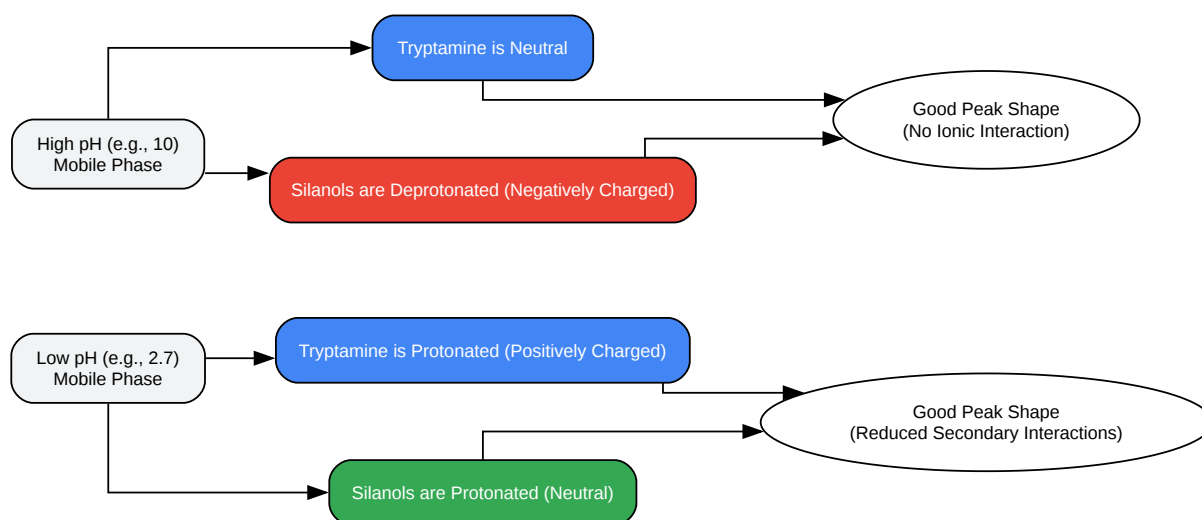 Tryptamine is Neutral
High pH (e.g., 10)
Mobile Phase
Silanols are Deprotonated (Negatively Charged)
Good Peak Shape
(No Ionic Interaction)
Low pH (e.g., 2.7)
Mobile Phase
Tryptamine is Protonated (Positively Charged)
Silanols are Protonated (Neutral)
Good Peak Shape
(Reduced Secondary Interactions)